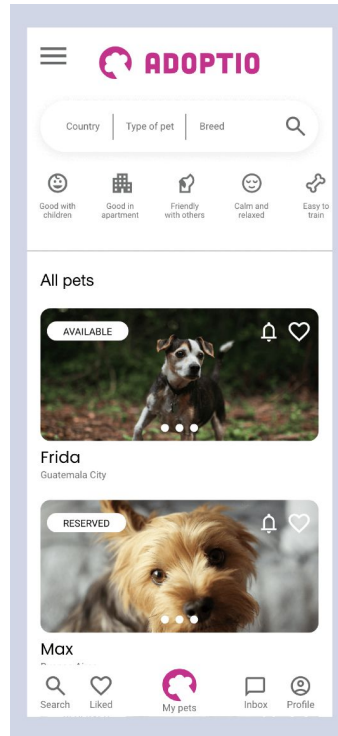 ADOPTIO
Country Type of pet Breed
Good with
children
Good in
apartment
Friendly
with others
Calm and
relaxed
Easy to
train
All pets
AVAILABLE
Frida
Guatemala City
RESERVED
Max
Search
Liked
My pets
Inbox
Profile